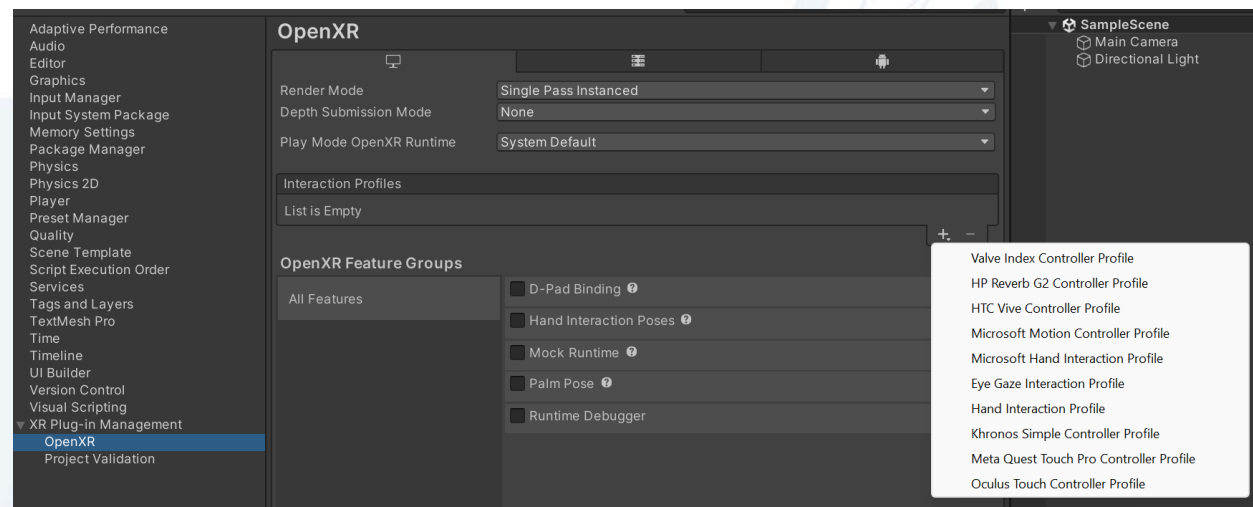 Adaptive Performance
Audio
Editor
Graphics
Input Manager
Input System Package
Memory Settings
Package Manager
Physics
Physics 2D
Player
Preset Manager
Quality
Scene Template
Script Execution Order
Services
Tags and Layers
TextMesh Pro
Time
Timeline
UI Builder
Version Control
Visual Scripting
XR Plug-in Management
OpenXR
Project Validation
OpenXR
Render Mode Single Pass Instanced
Depth Submission Mode None
Play Mode OpenXR Runtime System Default
Interaction Profiles
List is Empty
OpenXR Feature Groups
All Features
D-Pad Binding
Hand Interaction Poses
Mock Runtime
Palm Pose
Runtime Debugger
Valve Index Controller Profile
HP Reverb G2 Controller Profile
HTC Vive Controller Profile
Microsoft Motion Controller Profile
Microsoft Hand Interaction Profile
Eye Gaze Interaction Profile
Hand Interaction Profile
Khronos Simple Controller Profile
Meta Quest Touch Pro Controller Profile
Oculus Touch Controller Profile
SampleScene
Main Camera
Directional Light